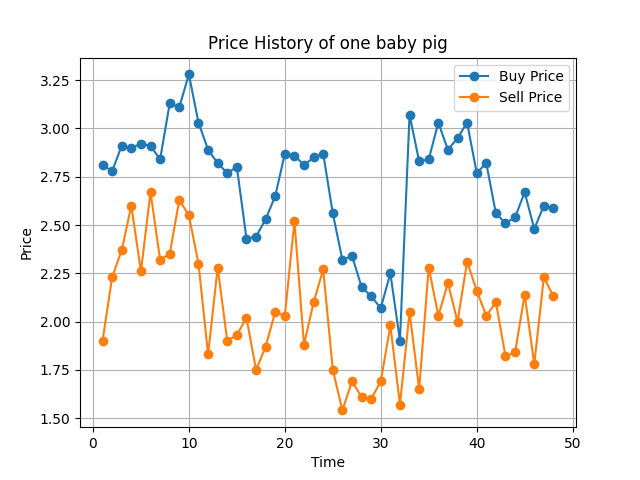 Price History of one baby pig
Buy Price
Sell Price
3.25
3.00
2.75
2.50
2.25
2.00
1.75
1.50
Price
0 10 20 30 40 50
Time